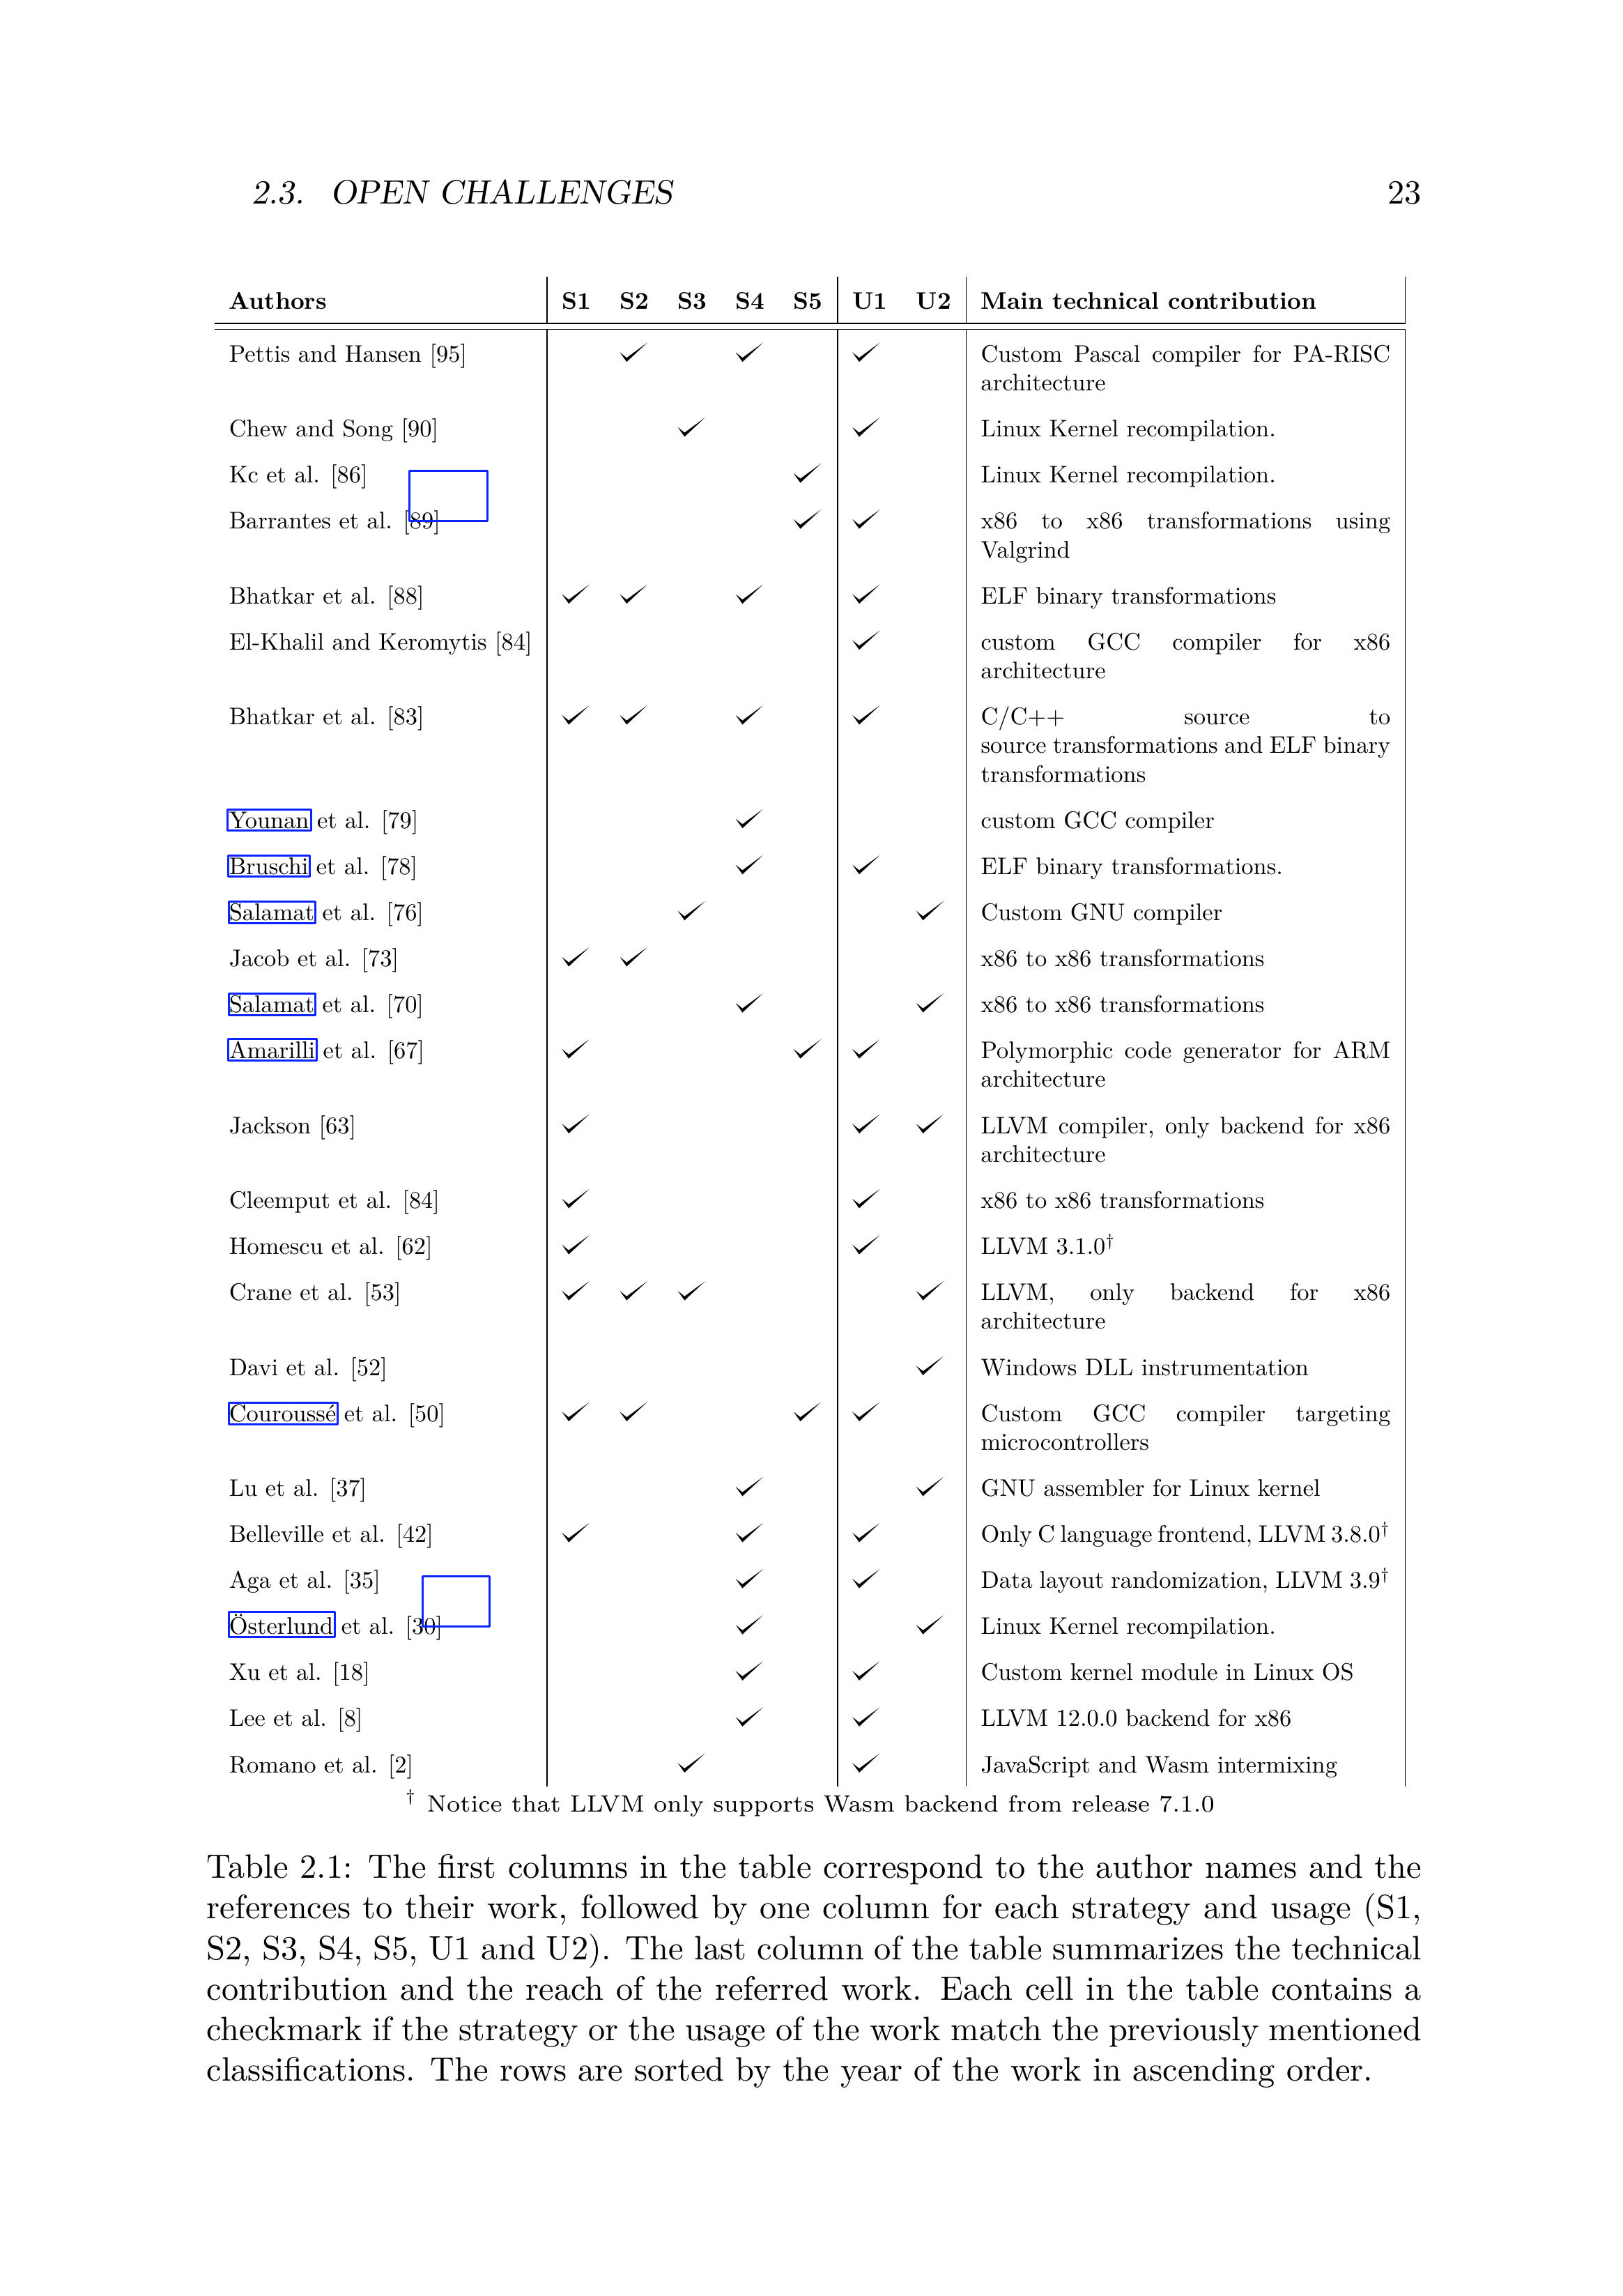 2.3. OPEN CHALLENGES 23
Authors S1 S2 S3 S4 S5 U1 U2 Main technical contribution
Pettis and Hansen [95] ✓ ✓ ✓ Custom Pascal compiler for PA-RISC
architecture
Chew and Song [90] ✓ ✓ Linux Kernel recompilation.
Kc et al. [86] ✓ Linux Kernel recompilation.
Barrantes et al. [89] ✓ ✓ x86 to x86 transformations using
Valgrind
Bhatkar et al. [88] ✓ ✓ ✓ ✓ ELF binary transformations
El-Khalil and Keromytis [84] ✓ custom GCC compiler for x86
architecture
Bhatkar et al. [83] ✓ ✓ ✓ ✓ C/C++ source to
source transformations and ELF binary
transformations
Younan et al. [79] ✓ custom GCC compiler
Bruschi et al. [78] ✓ ✓ ELF binary transformations.
Salamat et al. [76] ✓ ✓ Custom GNU compiler
Jacob et al. [73] ✓ ✓ x86 to x86 transformations
Salamat et al. [70] ✓ ✓ x86 to x86 transformations
Amarilli et al. [67] ✓ ✓ ✓ Polymorphic code generator for ARM
architecture
Jackson [63] ✓ ✓ ✓ LLVM compiler, only backend for x86
architecture
Cleemput et al. [84] ✓ ✓ x86 to x86 transformations
Homescu et al. [62] ✓ ✓ LLVM 3.1.0†
Crane et al. [53] ✓ ✓ ✓ ✓ LLVM, only backend for x86
architecture
Davi et al. [52] ✓ Windows DLL instrumentation
Couroussé et al. [50] ✓ ✓ ✓ ✓ Custom GCC compiler targeting
microcontrollers
Lu et al. [37] ✓ ✓ GNU assembler for Linux kernel
Belleville et al. [42] ✓ ✓ ✓ Only C language frontend, LLVM 3.8.0†
Aga et al. [35] ✓ ✓ Data layout randomization, LLVM 3.9†
Österlund et al. [30] ✓ ✓ Linux Kernel recompilation.
Xu et al. [18] ✓ ✓ Custom kernel module in Linux OS
Lee et al. [8] ✓ ✓ LLVM 12.0.0 backend for x86
Romano et al. [2] ✓ ✓ JavaScript and Wasm intermixing
† Notice that LLVM only supports Wasm backend from release 7.1.0
Table 2.1: The first columns in the table correspond to the author names and the
references to their work, followed by one column for each strategy and usage (S1,
S2, S3, S4, S5, U1 and U2). The last column of the table summarizes the technical
contribution and the reach of the referred work. Each cell in the table contains a
checkmark if the strategy or the usage of the work match the previously mentioned
classifications. The rows are sorted by the year of the work in ascending order.